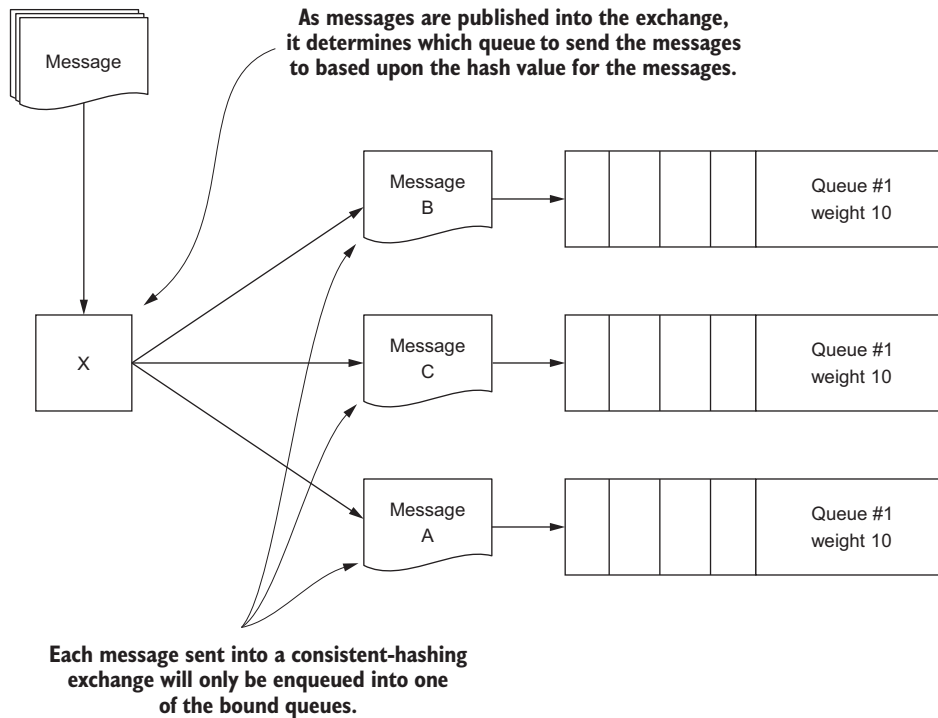 As messages are published into the exchange,
it determines which queue to send the messages
to based upon the hash value for the messages.
Message
Message
B
Queue #1
weight 10
X
Message
C
Queue #1
weight 10
Message
A
Queue #1
weight 10
Each message sent into a consistent-hashing
exchange will only be enqueued into one
of the bound queues.